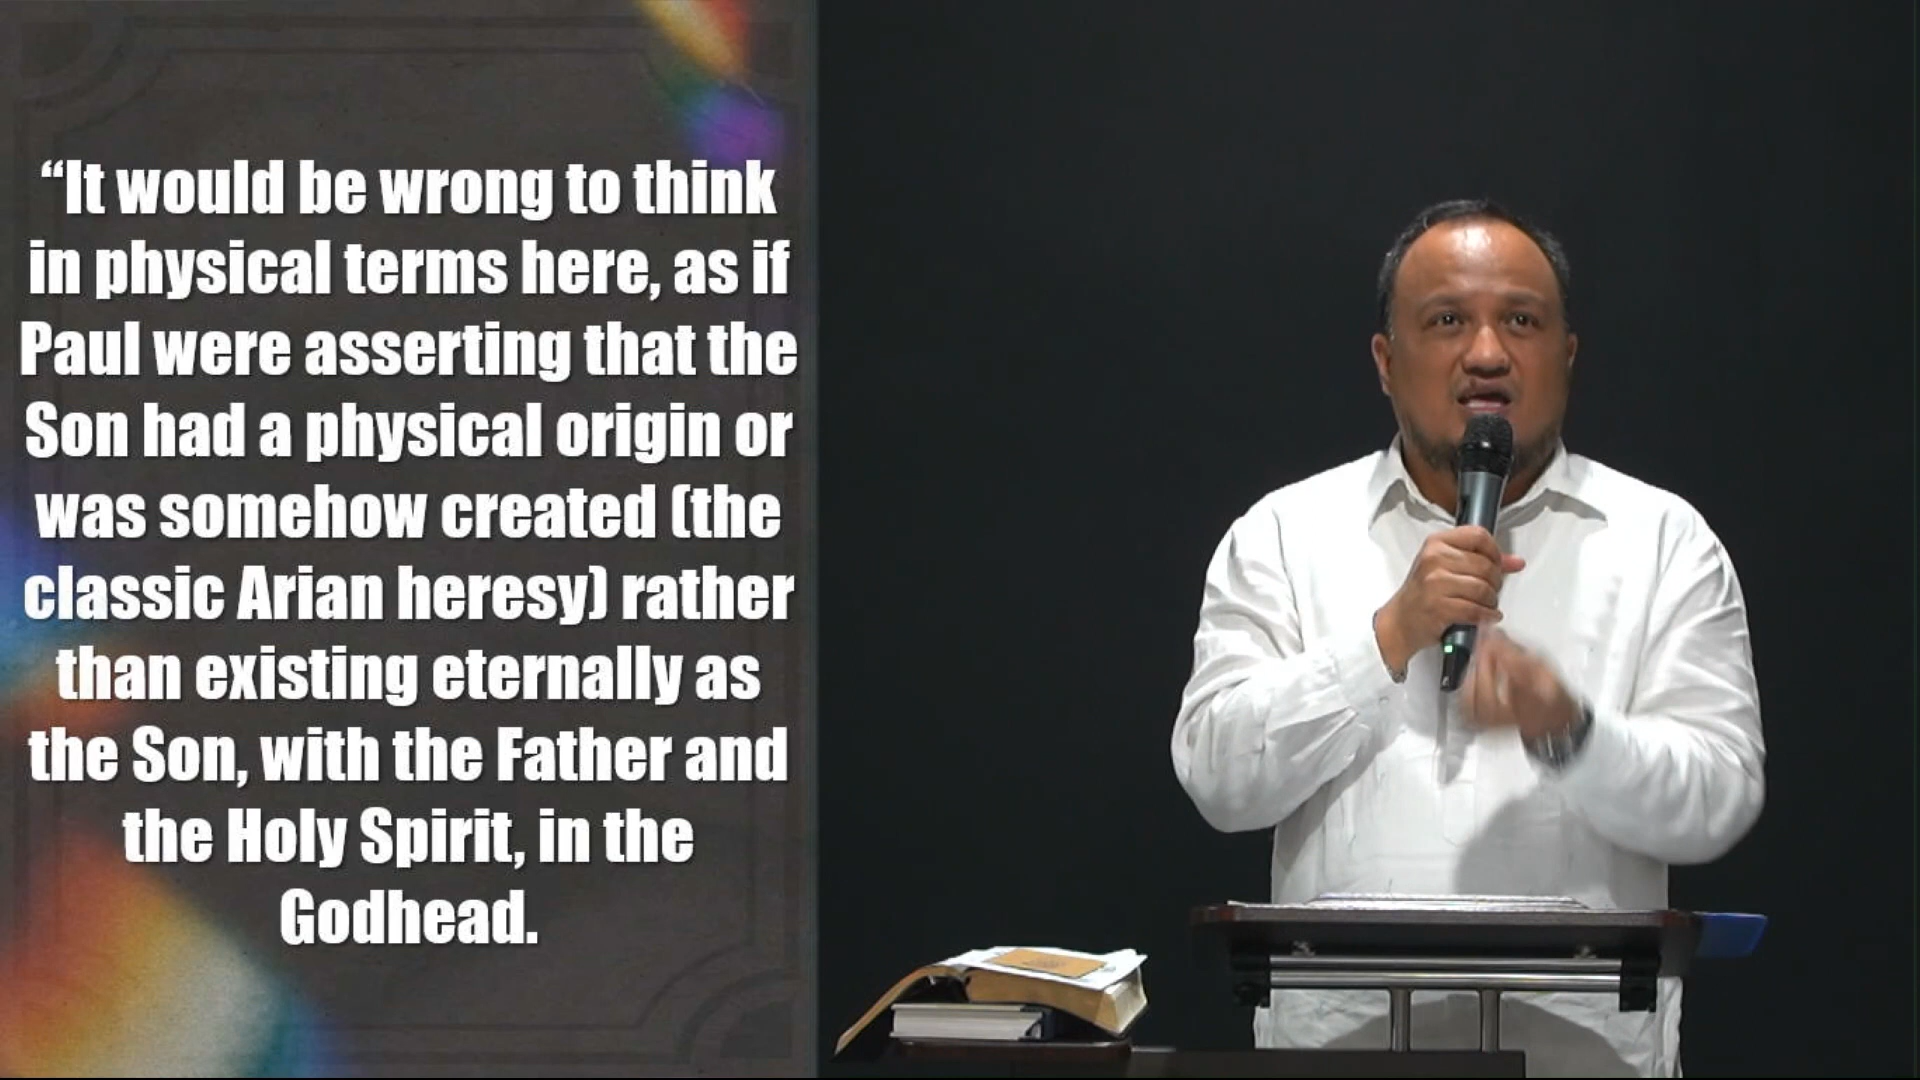 “It would be wrong to think
in physical terms here, as if
Paul were asserting that the
Son had a physical origin or
was somehow created (the
classic Arian heresy) rather
than existing eternally as
the Son, with the Father and
the Holy Spirit, in the
Godhead.